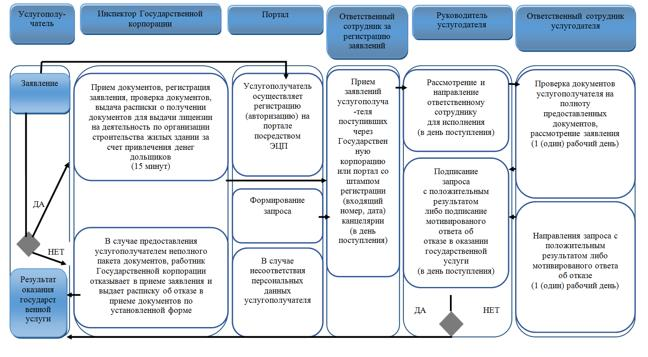 Услугополу-
чатель
Инспектор Государственной
корпорации
Портал
Ответственный
сотрудник за
регистрацию
заявлений
Руководитель
услугодателя
Ответственный сотрудник
услугодателя
Заявление
ДА
НЕТ
Результат
оказания
государст
венной
услуги
Прием документов, регистрация
заявления, проверка документов,
выдача расписки о получении
документов для выдачи лицензии
на деятельность по организации
строительства жилых здании за
счет привлечения денег
дольщиков
(15 минут)
В случае предоставления
услугополучателем неполного
пакета документов, работник
Государственной корпорации
отказывает в приеме заявления и
выдает расписку об отказе в
приеме документов по
установленной форме
Услугополучатель
осуществляет
регистрацию
(авторизацию) на
портале
посредством
ЭЦП
Формирование
запроса
В случае
несоответствия
персональных
данных
услугополучателя
Прием
заявлений
услугополуча
-теля
поступивших
через
Государствен
ную
корпорацию
или портал со
штампом
регистрации
(входящий
номер, дата)
канцелярии
(в день
поступления)
Рассмотрение и
направление
ответственному
сотруднику
для исполнения
(в день поступления)
Подписание
запроса
с положительным
результатом
либо подписание
мотивированого
ответа об
отказе в оказании
государственной
услуги
(в день поступления)
ДА
НЕТ
Проверка документов
услугополучателя на
полноту
предоставленных
документов,
рассмотрение заявления
(1 (один) рабочий день)
Направления запроса с
положительным
результатом либо
мотивированого ответа
об отказе
(1 (один) рабочий день)